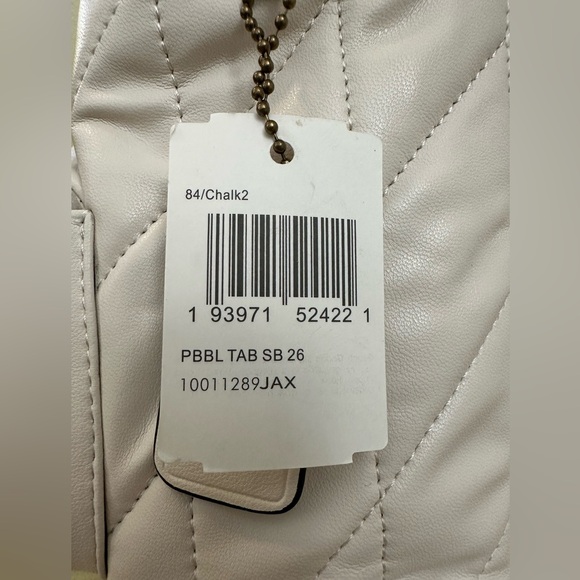 84/Chalk2
1 93971 52422 1
PBBL TAB SB 26
10011289JAX